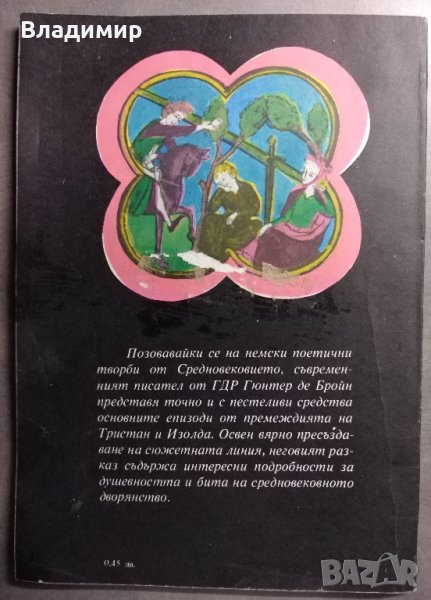 Владимир
Позовавайки се на немски поетични
творби от Средновековието, съвремен-
ният писател от ГДР Гюнтер де Бройн
представя точно и с пестеливи средства
основните епизоди от премеждията на
Тристан и Изолда. Освен вярно пресъзда-
ване на сюжетната линия, неговият раз-
каз съдържа интересни подробности за
душевността и бита на средновековното
дворянство.
0,45 лв.
BAZAR